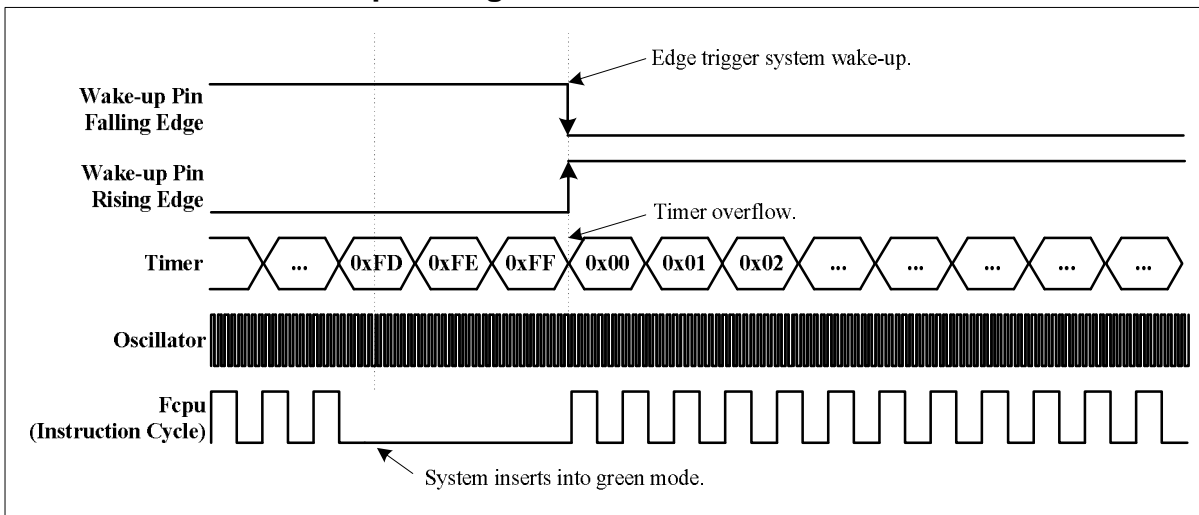 Edge trigger system wake-up.
Wake-up Pin
Falling Edge
Wake-up Pin
Rising Edge
Timer overflow.
Timer ... 0xFD 0xFE 0xFF 0x00 0x01 0x02 ... ... ... ... ...
Oscillator
Fcpu
(Instruction Cycle)
System inserts into green mode.